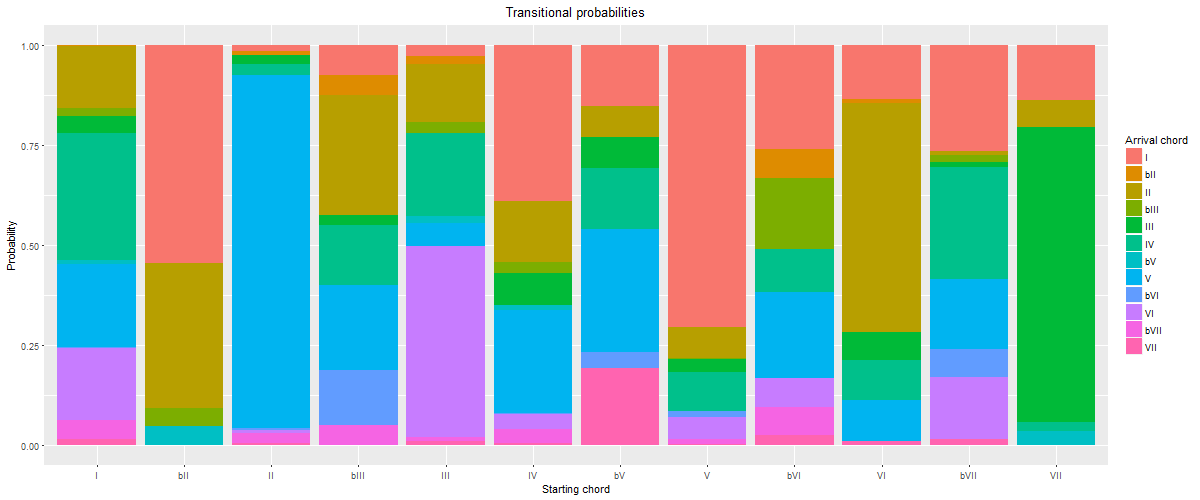 Transitional probabilities
Probability
1.00
0.75
0.50
0.25
0.00
I bII II bIII III IV bV V bVI VI bVII VII
Starting chord
Arrival chord
I
bII
II
bIII
III
IV
bV
V
bVI
VI
bVII
VII